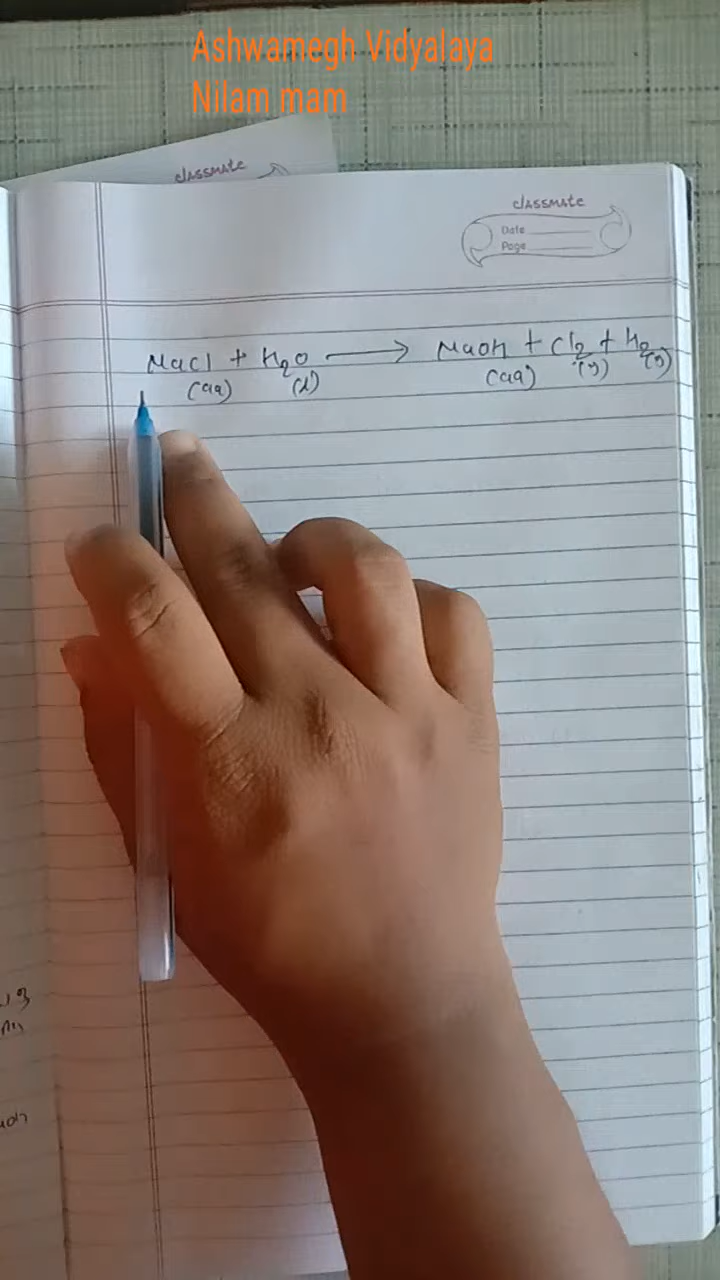 Ashwamegh Vidyalaya
Nilam mam
classmate
classmate
Date
Page
NaCl + H2O ⟶ NaOH + Cl2 + H2
(aq) (l) (aq) (g) (g)